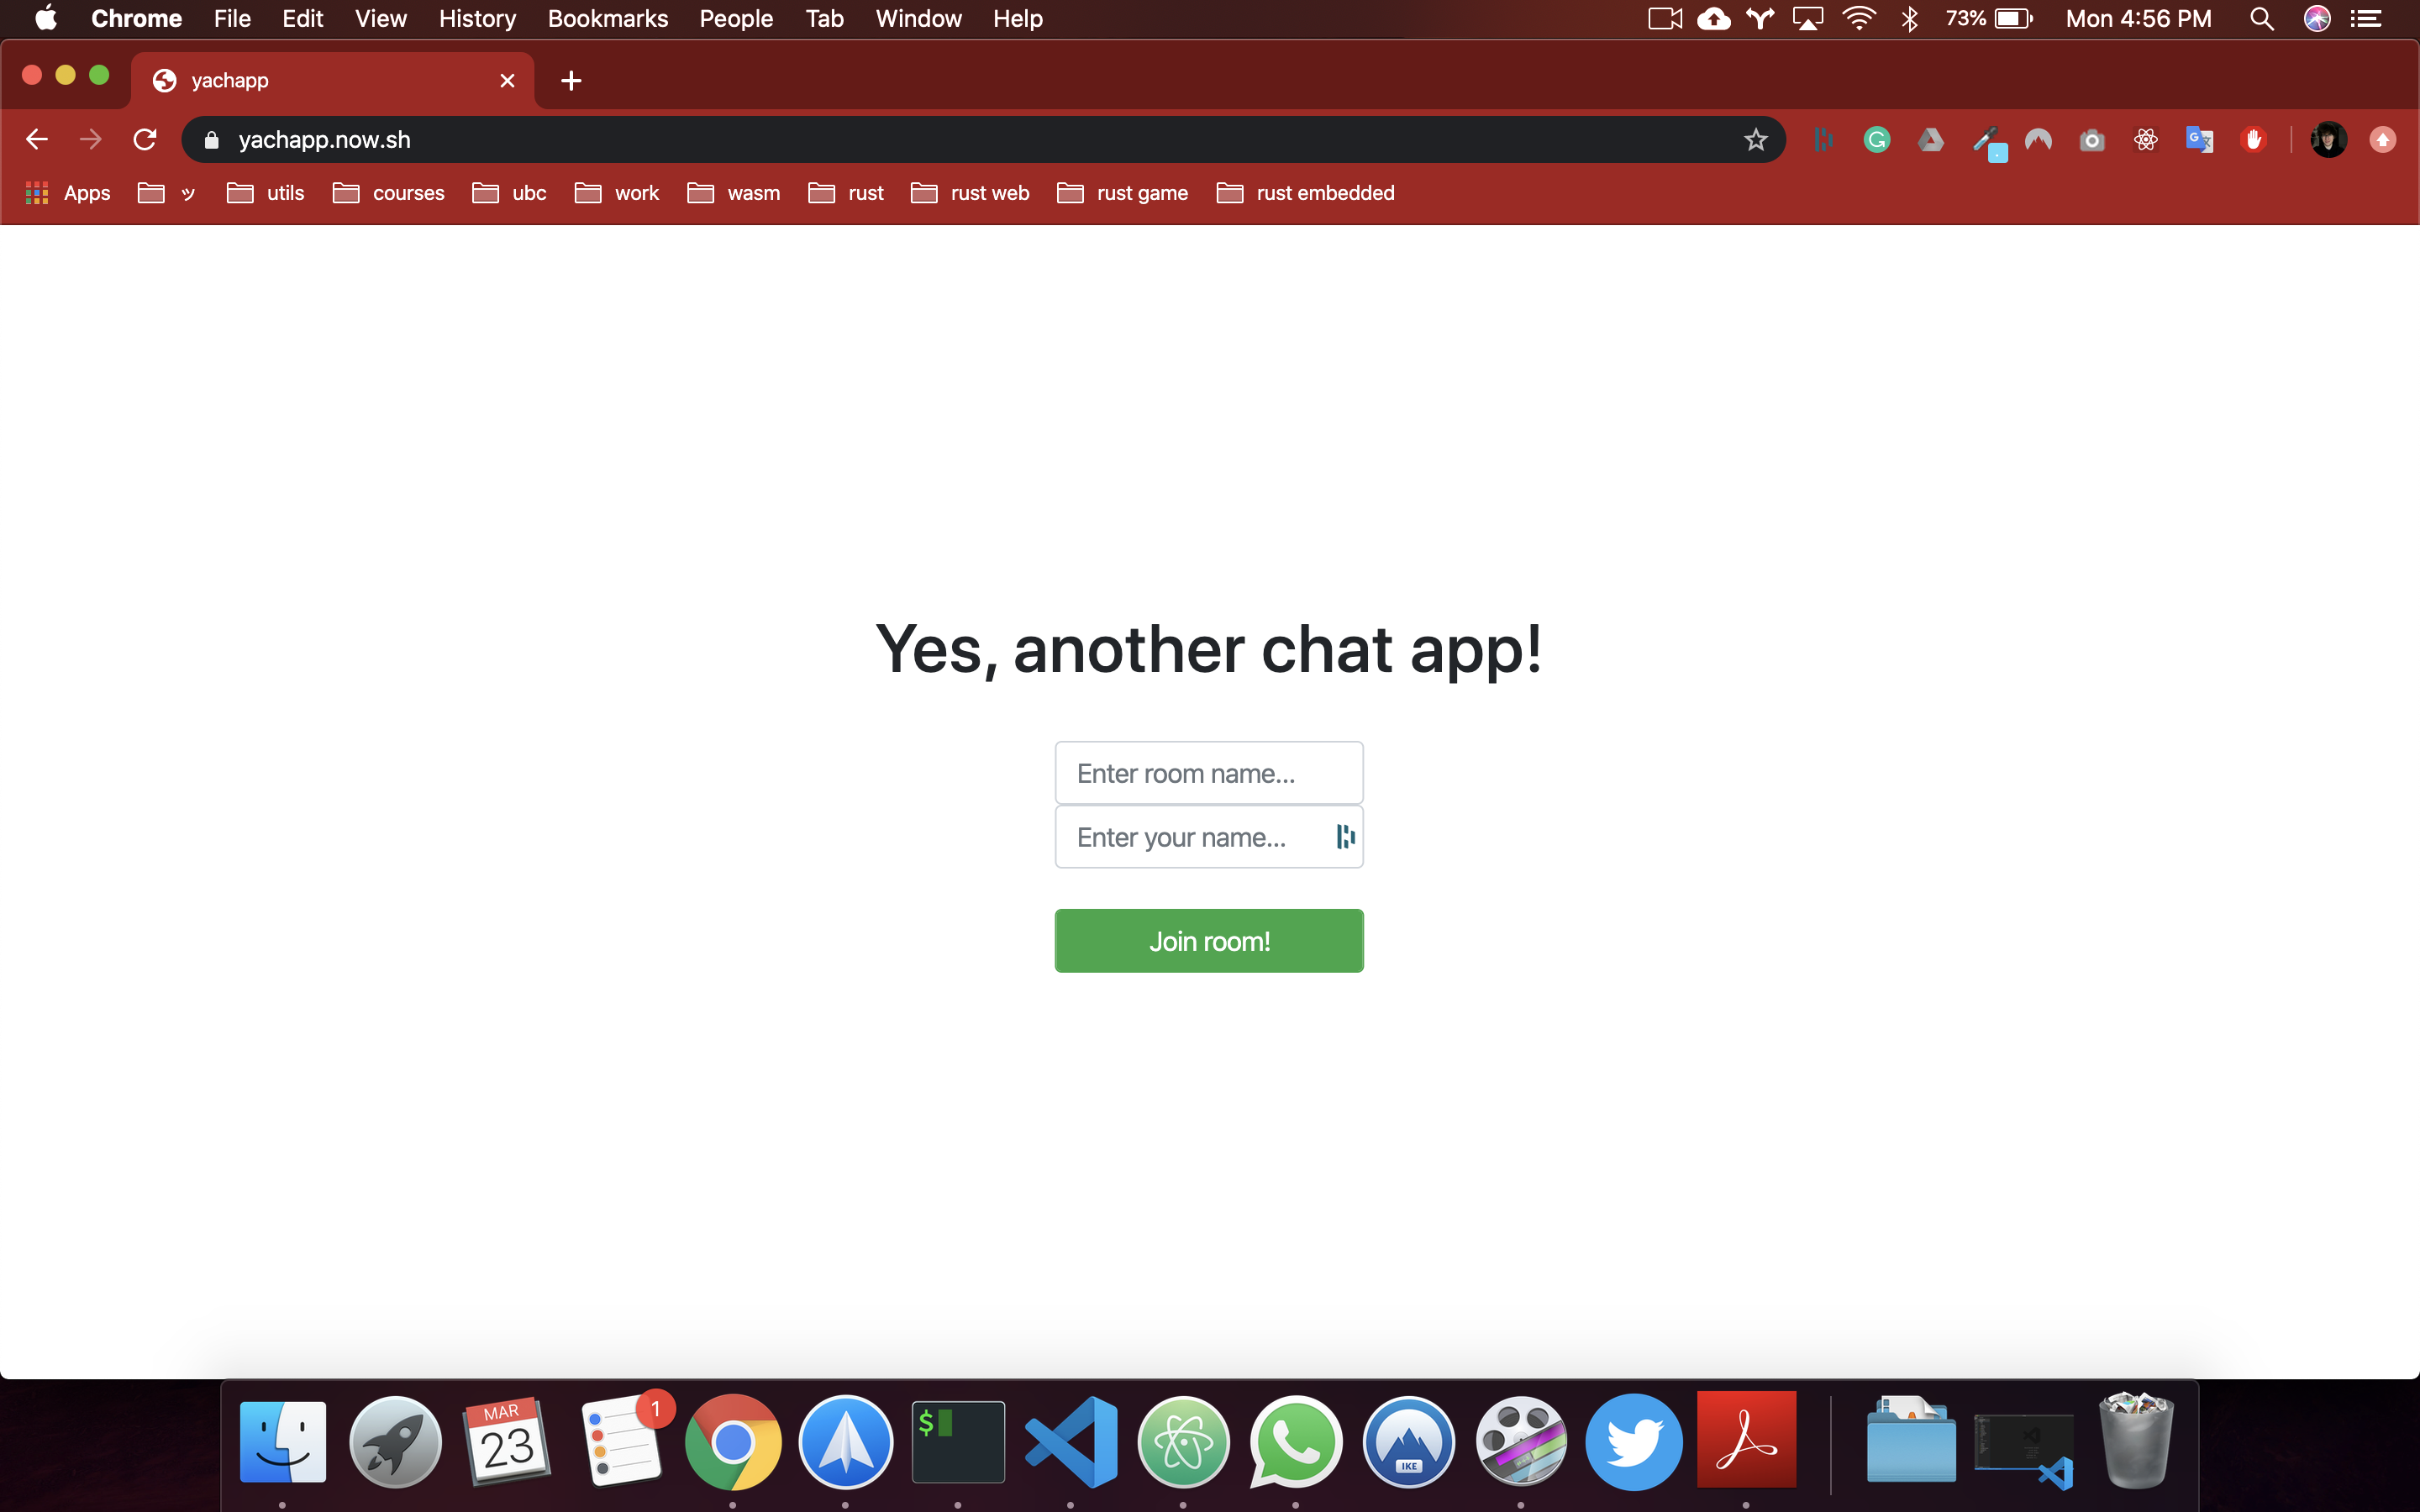 Chrome File Edit View History Bookmarks People Tab Window Help 73% Mon 4:56 PM
yachapp
yachapp.now.sh
Apps ッ utils courses ubc work wasm rust rust web rust game rust embedded
Yes, another chat app!
Enter room name...
Enter your name...
Join room!
MAR
23
1
$
IKE